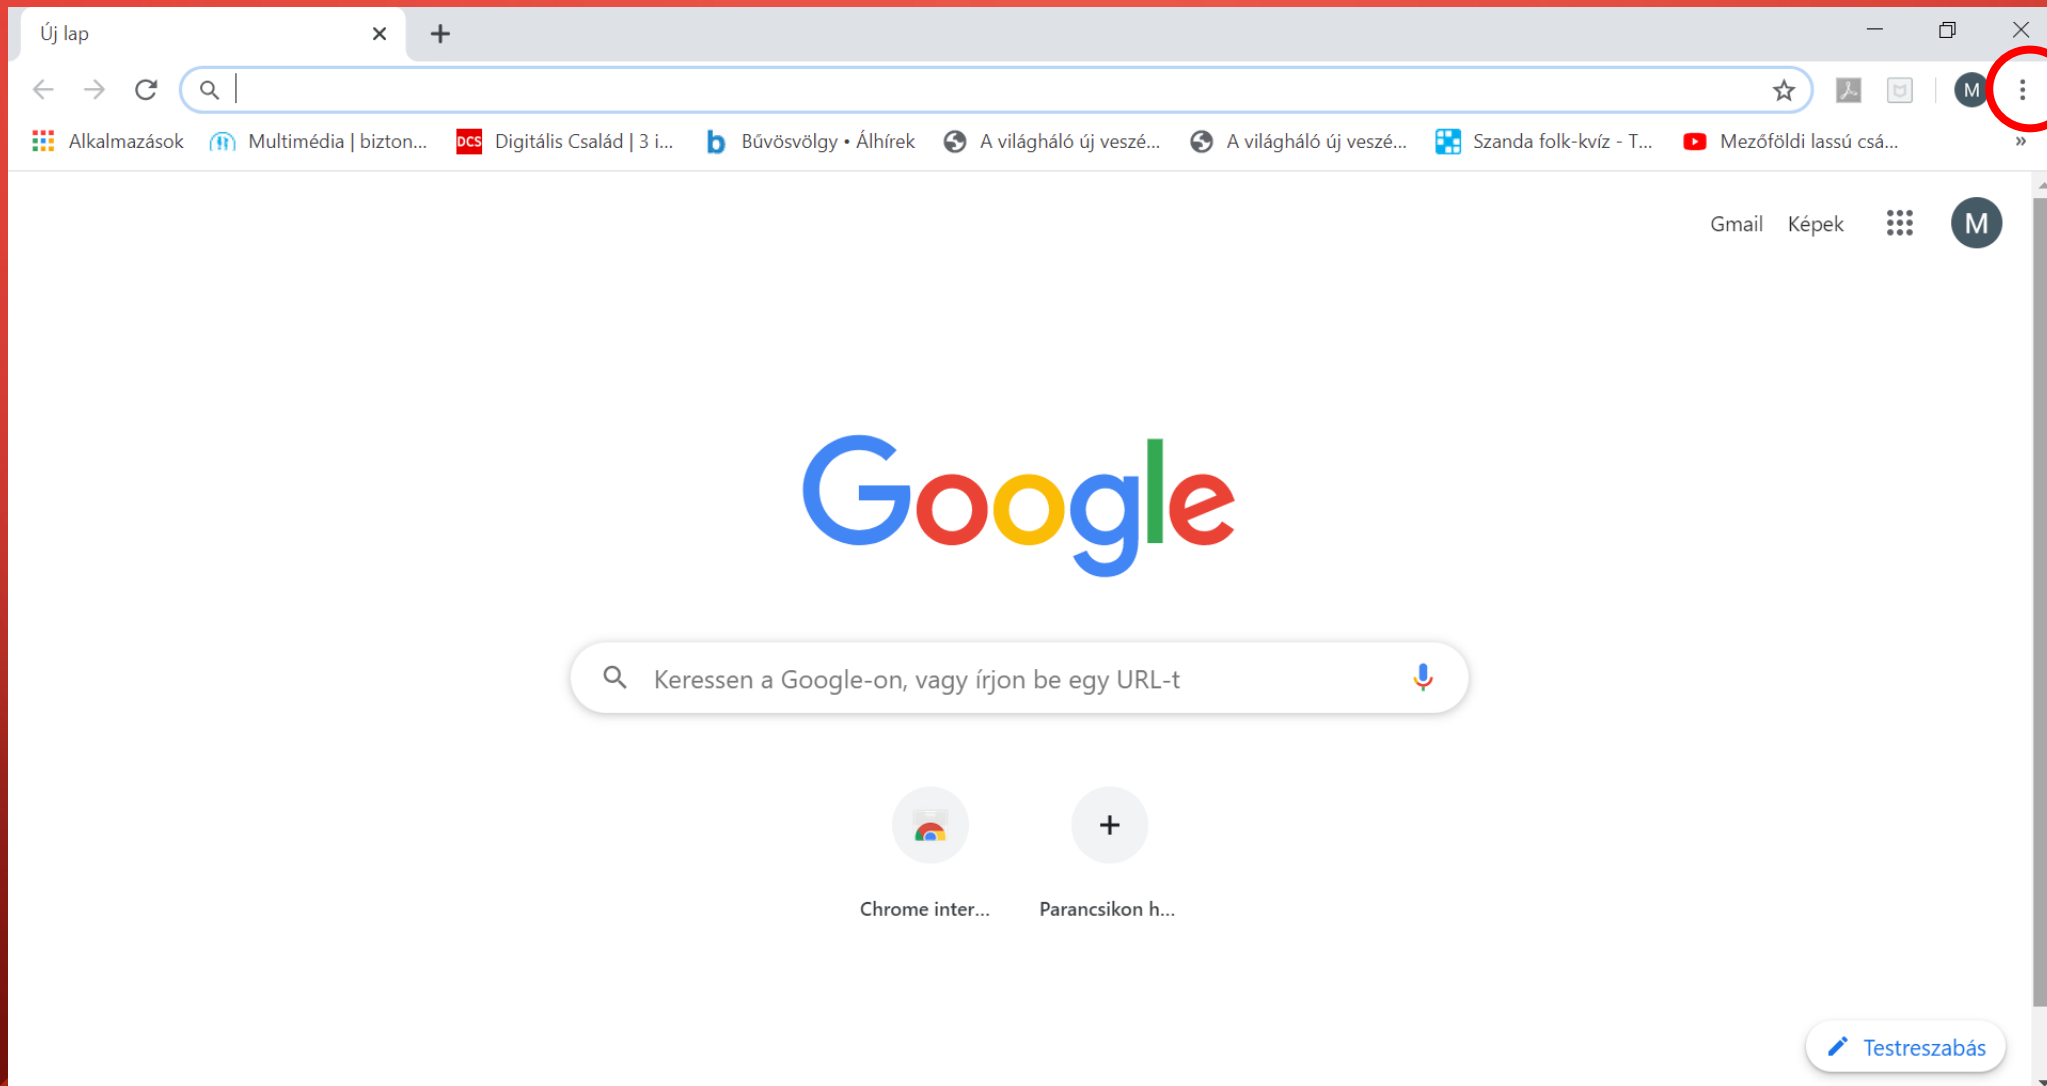 Új lap
M
Alkalmazások Multimédia | bizton... DCS Digitális Család | 3 i... b Bűvösvölgy • Álhírek A világháló új veszé... A világháló új veszé... Szanda folk-kvíz - T... Mezőföldi lassú csá... »
Gmail Képek M
Google
Keressen a Google-on, vagy írjon be egy URL-t
Chrome inter... Parancsikon h...
Testreszabás